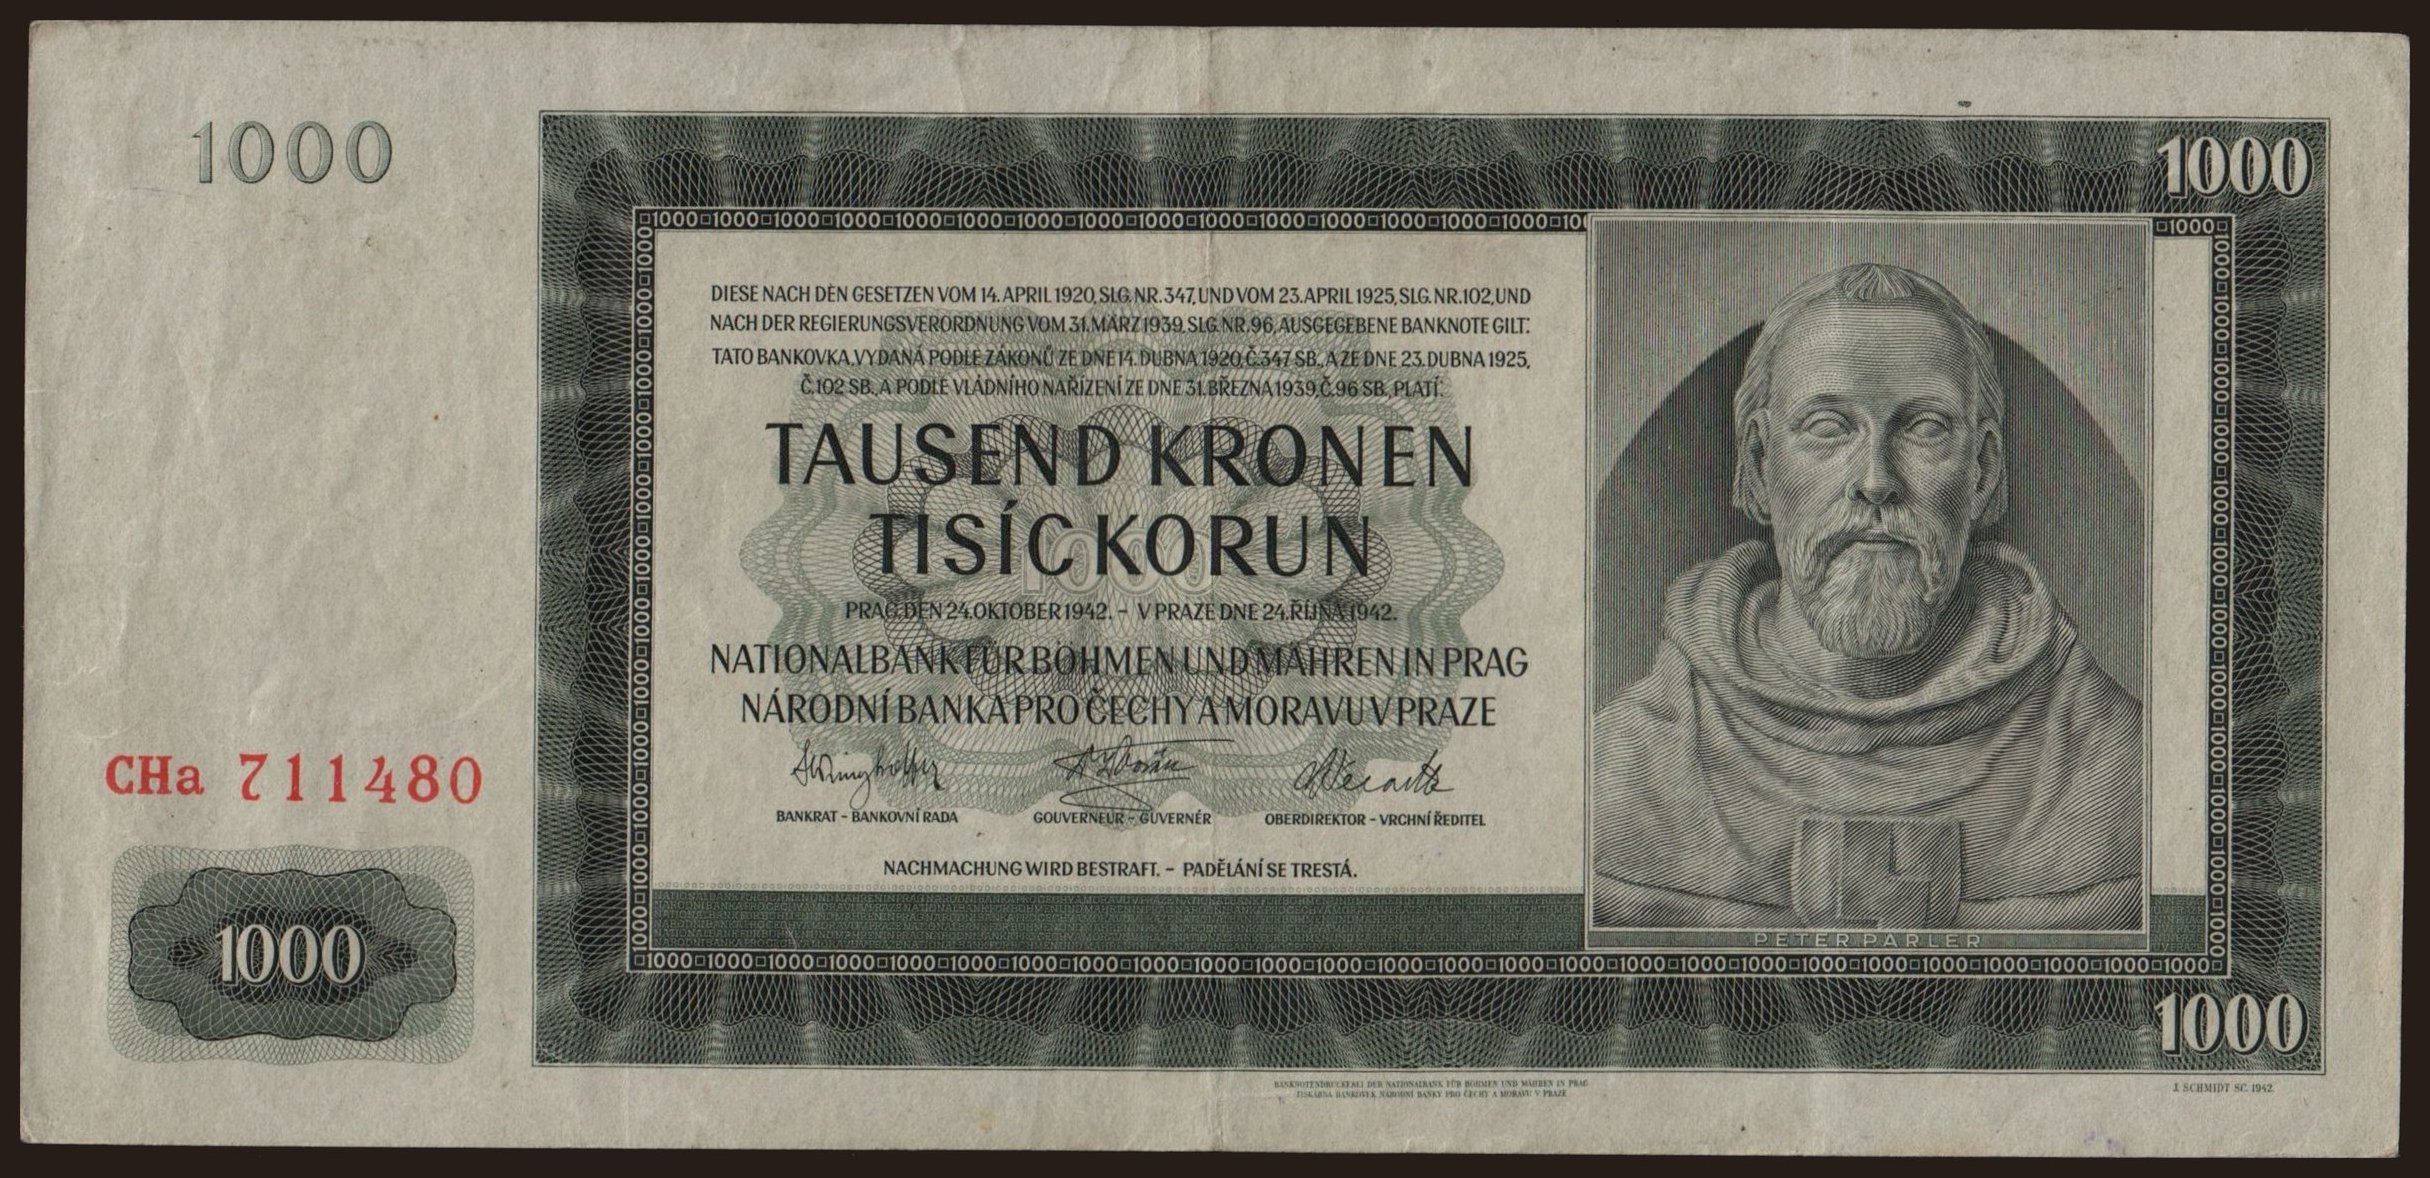 1000
1000
DIESE NACH DEN GESETZEN VOM 14. APRIL 1920, SLG. NR. 347, UND VOM 23. APRIL 1925, SLG. NR. 102, UND
NACH DER REGIERUNGSVERORDNUNG VOM 31. MÄRZ 1939, SLG. NR. 96, AUSGEGEBENE BANKNOTE GILT:
TATO BANKOVKA, VYDANÁ PODLE ZÁKONŮ ZE DNE 14. DUBNA 1920, Č. 347 SB., A ZE DNE 23. DUBNA 1925,
Č. 102 SB., A PODLE VLÁDNÍHO NAŘÍZENÍ ZE DNE 31. BŘEZNA 1939, Č. 96 SB., PLATÍ:
TAUSEND KRONEN
TISÍC KORUN
PRAG, DEN 24. OKTOBER 1942. – V PRAZE DNE 24. ŘÍJNA 1942.
NATIONALBANK FÜR BÖHMEN UND MÄHREN IN PRAG
NÁRODNÍ BANKA PRO ČECHY A MORAVU V PRAZE
CHa 711480
BANKRAT – BANKOVNÍ RADA
GOUVERNEUR – GUVERNÉR
OBERDIREKTOR – VRCHNÍ ŘEDITEL
NACHMACHUNG WIRD BESTRAFT. – PADĚLÁNÍ SE TRESTÁ.
PETER PARLER
1000
1000
BANKNOTENDRUCKEREI DER NATIONALBANK FÜR BÖHMEN UND MÄHREN IN PRAG
TISKÁRNA BANKOVEK NÁRODNÍ BANKY PRO ČECHY A MORAVU V PRAZE
J. SCHMIDT SC. 1942.